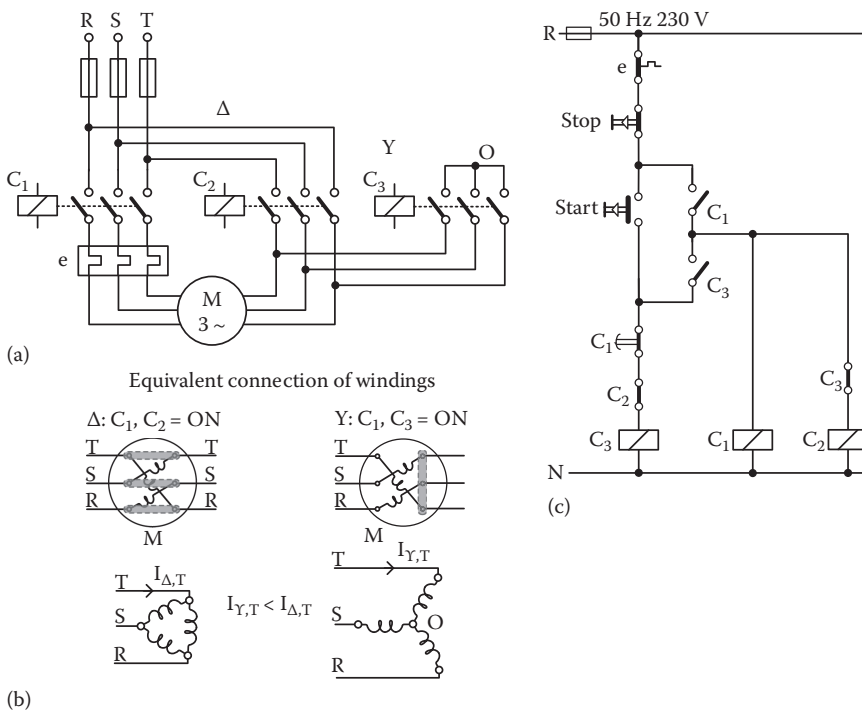 R S T
Δ
Y
O
C1
C2
C3
e
M
3 ~
(a)
Equivalent connection of windings
Δ: C1, C2 = ON
T T
S S
R R
M
Y: C1, C3 = ON
T
S
R
M
T IΔ,T
S
R
IY,T < IΔ,T
T IY,T
S
O
R
(b)
50 Hz 230 V
R
e
Stop
Start
C1
C3
C1
C2
C3
C3
C1
C2
N
(c)